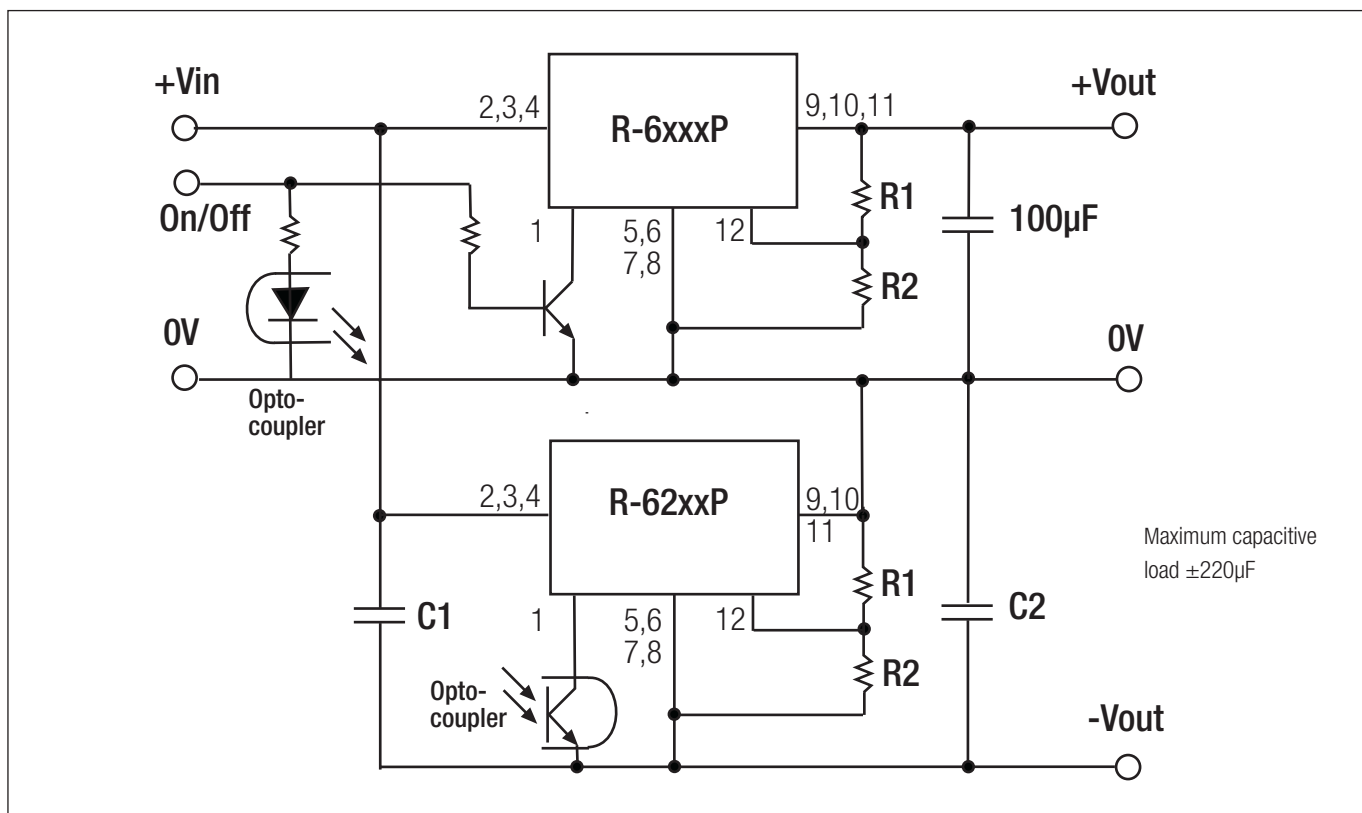 +Vin
2,3,4
R-6xxxP
9,10,11
+Vout
On/Off
1
5,6
7,8
12
R1
100µF
R2
0V
0V
Opto-
coupler
2,3,4
R-62xxP
9,10
11
Maximum capacitive
load ±220µF
C1
1
5,6
7,8
12
R1
C2
R2
Opto-
coupler
-Vout